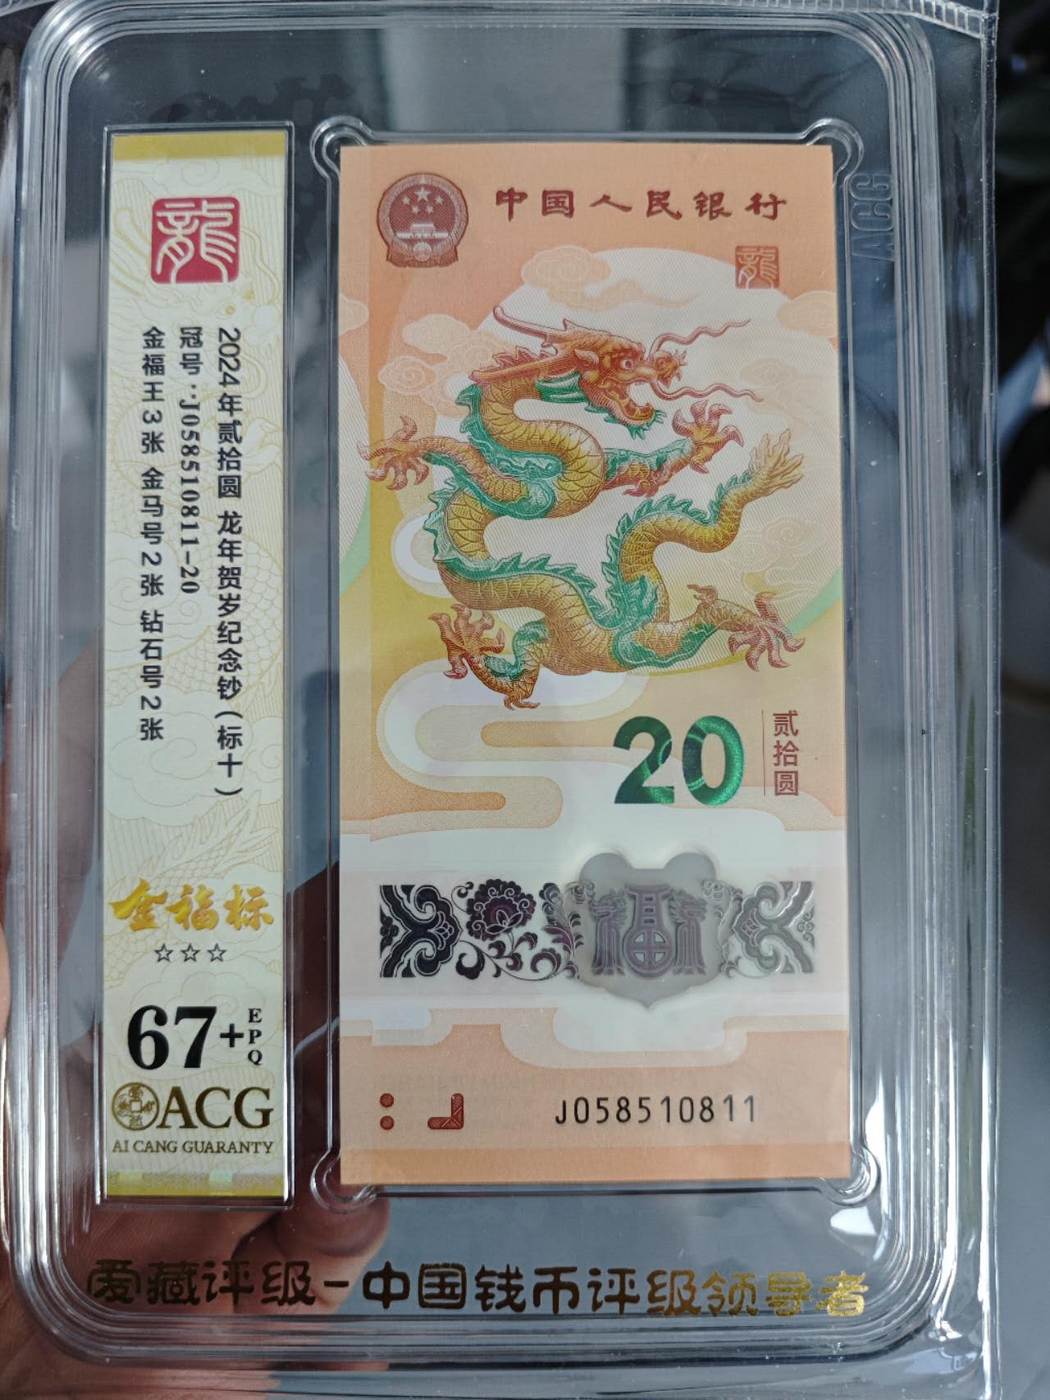 龍
2024年贰拾圆 龙年贺岁纪念钞(标十)
冠号:J058510811-20
金福王3张 金马号2张 钻石号2张
金福标
☆☆☆
67+EPQ
ACG
AI CANG GUARANTY
中国人民银行
龍
20
贰拾圆
福
J058510811
ACG
爱藏评级-中国钱币评级领导者